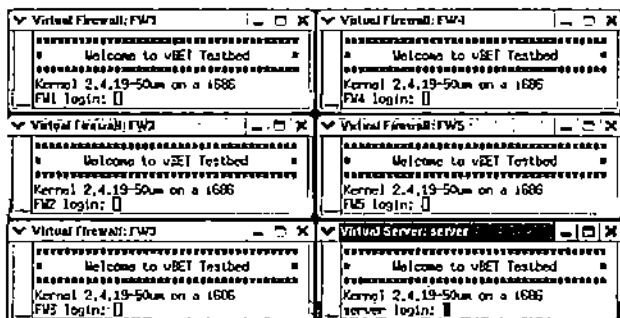 Virtual Firewall: FW1
Welcome to vBET Testbed
Kernel 2.4.19-50um on a i686
FW1 login:
Virtual Firewall: FW4
Welcome to vBET Testbed
Kernel 2.4.19-50um on a i686
FW4 login:
Virtual Firewall: FW2
Welcome to vBET Testbed
Kernel 2.4.19-50um on a i686
FW2 login:
Virtual Firewall: FW5
Welcome to vBET Testbed
Kernel 2.4.19-50um on a i686
FW5 login:
Virtual Firewall: FW3
Welcome to vBET Testbed
Kernel 2.4.19-50um on a i686
FW3 login:
Virtual Server: server
Welcome to vBET Testbed
Kernel 2.4.19-50um on a i686
server login: